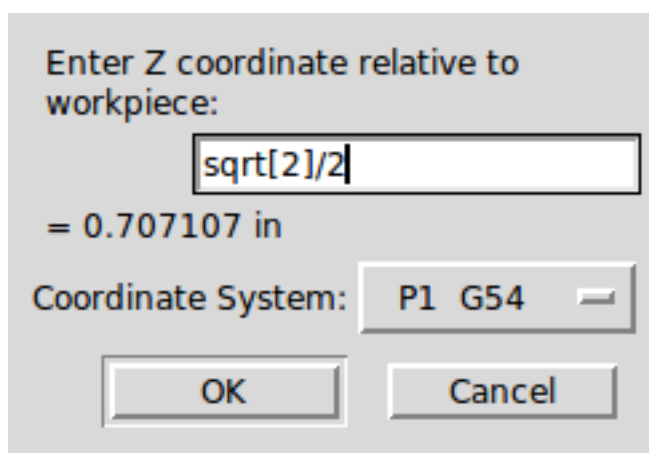 Enter Z coordinate relative to
workpiece:
sqrt[2]/2
= 0.707107 in
Coordinate System: P1 G54
OK Cancel